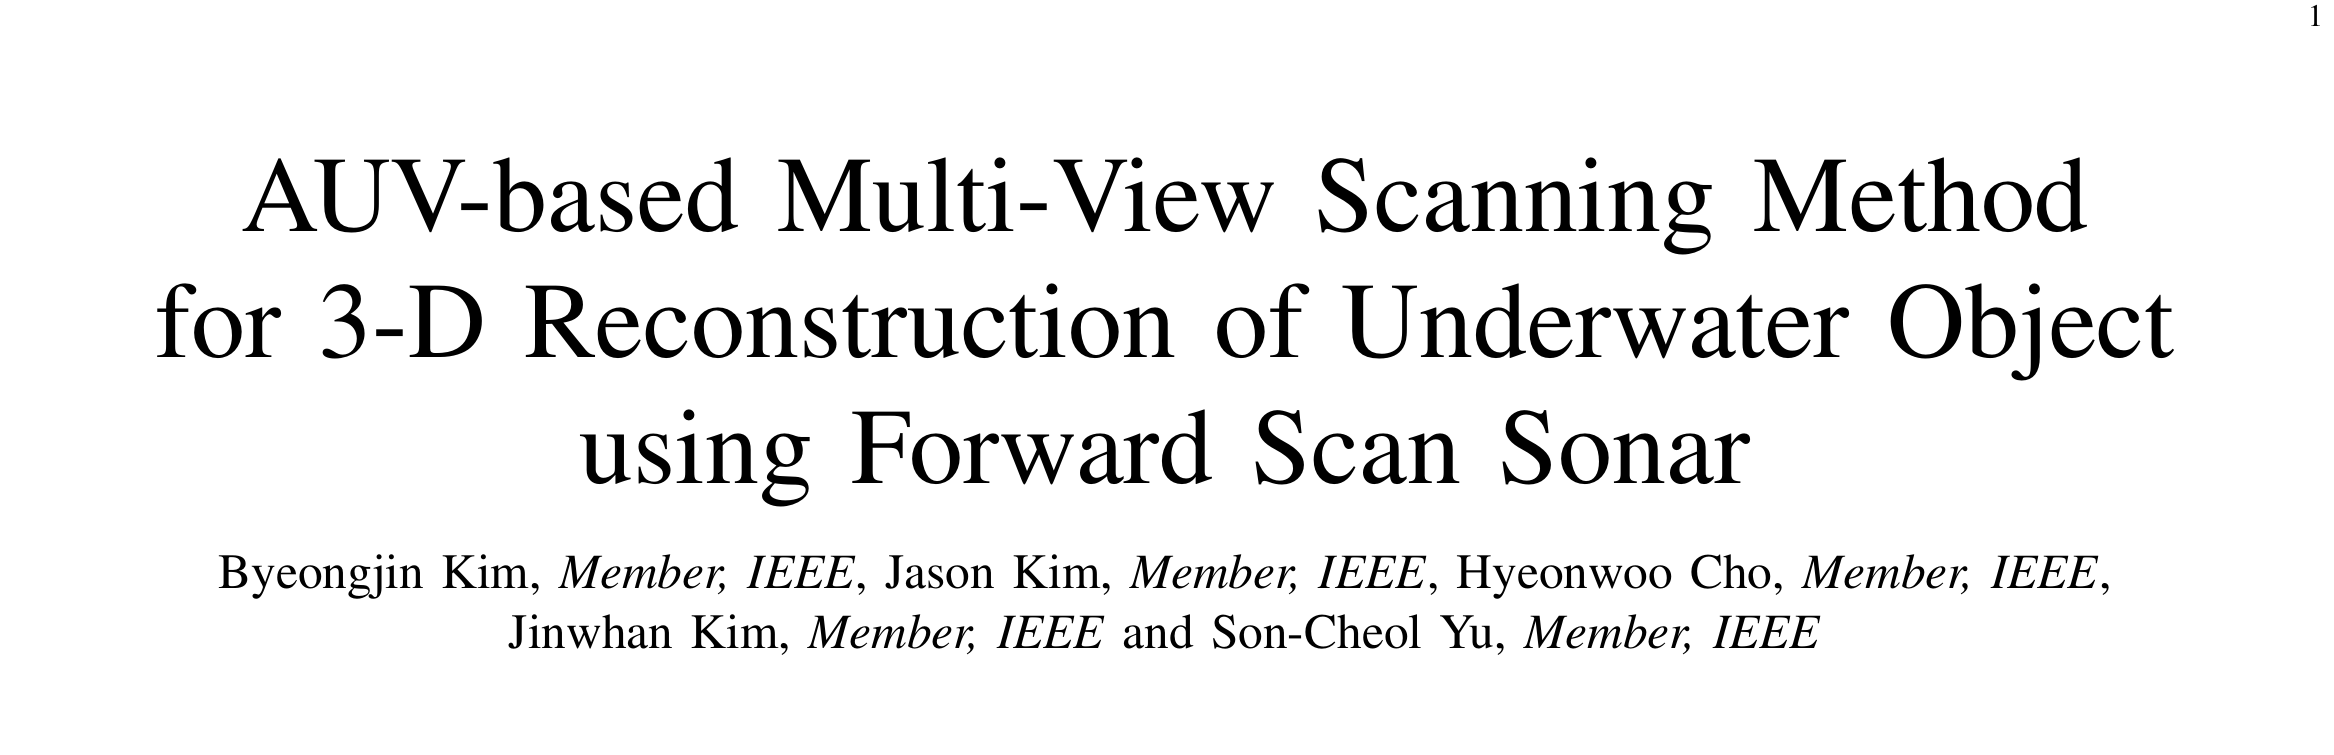 1
AUV-based Multi-View Scanning Method
for 3-D Reconstruction of Underwater Object
using Forward Scan Sonar
Byeongjin Kim, Member, IEEE, Jason Kim, Member, IEEE, Hyeonwoo Cho, Member, IEEE,
Jinwhan Kim, Member, IEEE and Son-Cheol Yu, Member, IEEE